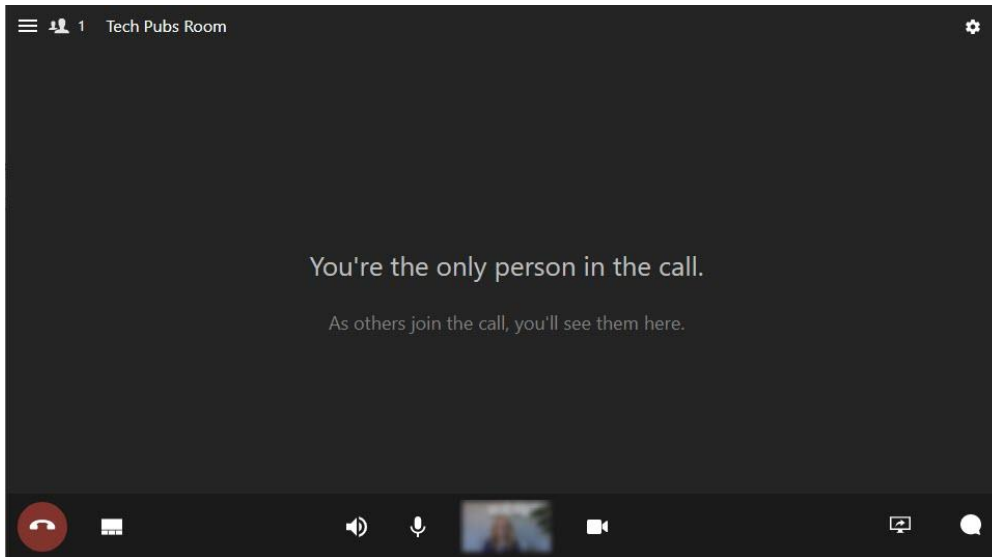 1 Tech Pubs Room
You're the only person in the call.
As others join the call, you'll see them here.